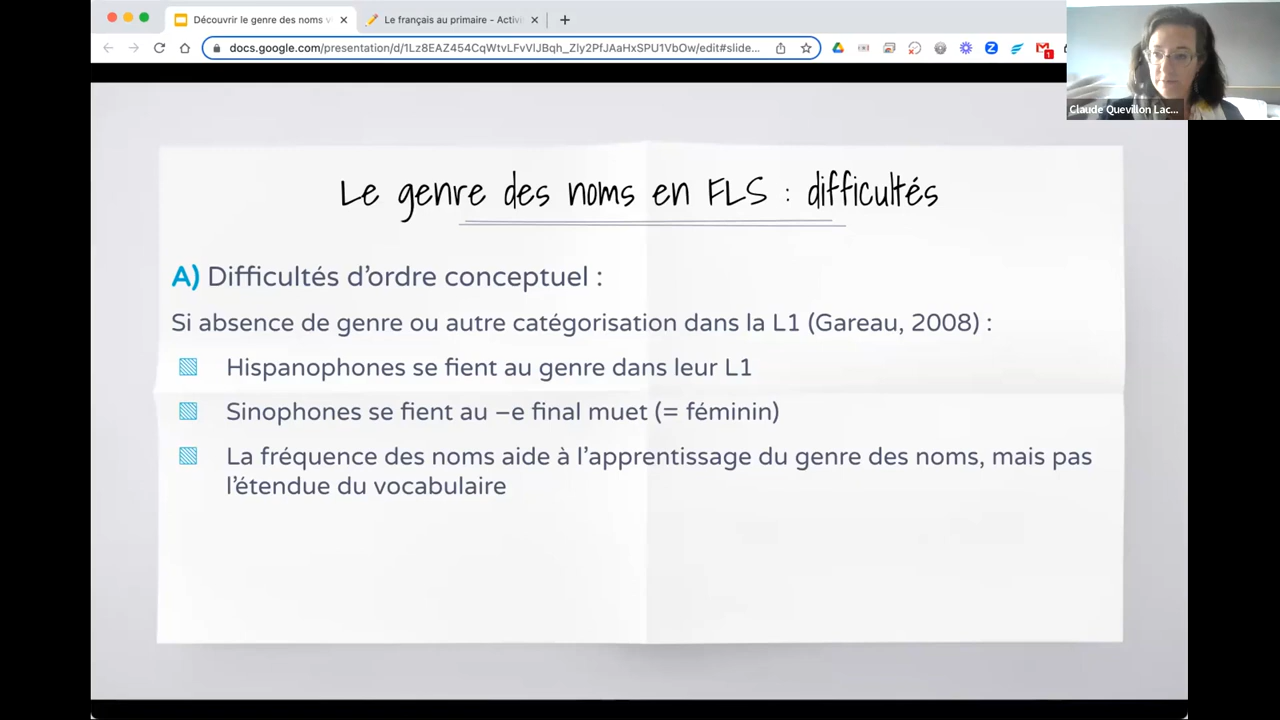 Découvrir le genre des noms v
Le français au primaire - Activi
docs.google.com/presentation/d/1Lz8EAZ454CqWtvLFvVlJBqh_Zly2PfJAaHxSPU1VbOw/edit#slide...
Claude Quevillon Lac...
Le genre des noms en FLS : difficultés
A) Difficultés d'ordre conceptuel :
Si absence de genre ou autre catégorisation dans la L1 (Gareau, 2008) :
Hispanophones se fient au genre dans leur L1
Sinophones se fient au –e final muet (= féminin)
La fréquence des noms aide à l'apprentissage du genre des noms, mais pas
l'étendue du vocabulaire